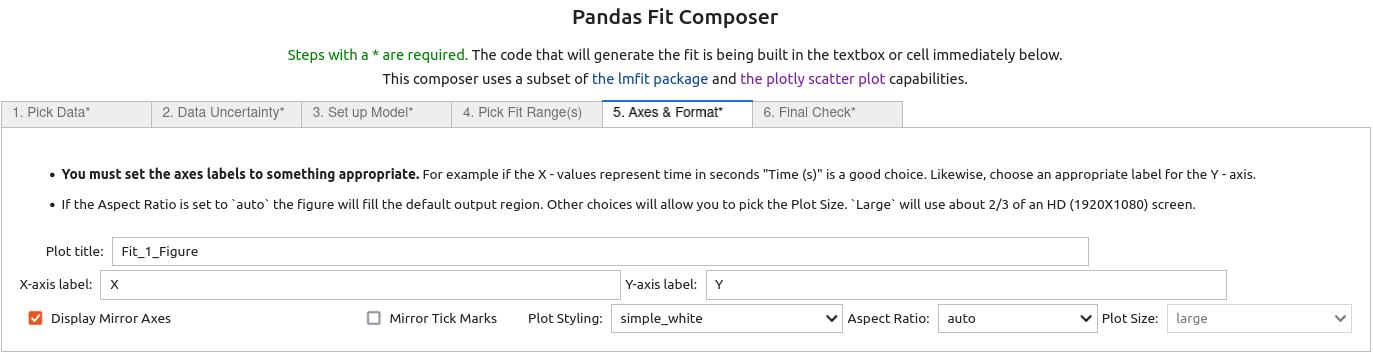 Pandas Fit Composer
Steps with a * are required. The code that will generate the fit is being built in the textbox or cell immediately below.
This composer uses a subset of the lmfit package and the plotly scatter plot capabilities.
1. Pick Data* 2. Data Uncertainty* 3. Set up Model* 4. Pick Fit Range(s) 5. Axes & Format* 6. Final Check*
• You must set the axes labels to something appropriate. For example if the X - values represent time in seconds "Time (s)" is a good choice. Likewise, choose an appropriate label for the Y - axis.
• If the Aspect Ratio is set to `auto` the figure will fill the default output region. Other choices will allow you to pick the Plot Size. `Large` will use about 2/3 of an HD (1920X1080) screen.
Plot title: Fit_1_Figure
X-axis label: X Y-axis label: Y
Display Mirror Axes Mirror Tick Marks Plot Styling: simple_white Aspect Ratio: auto Plot Size: large